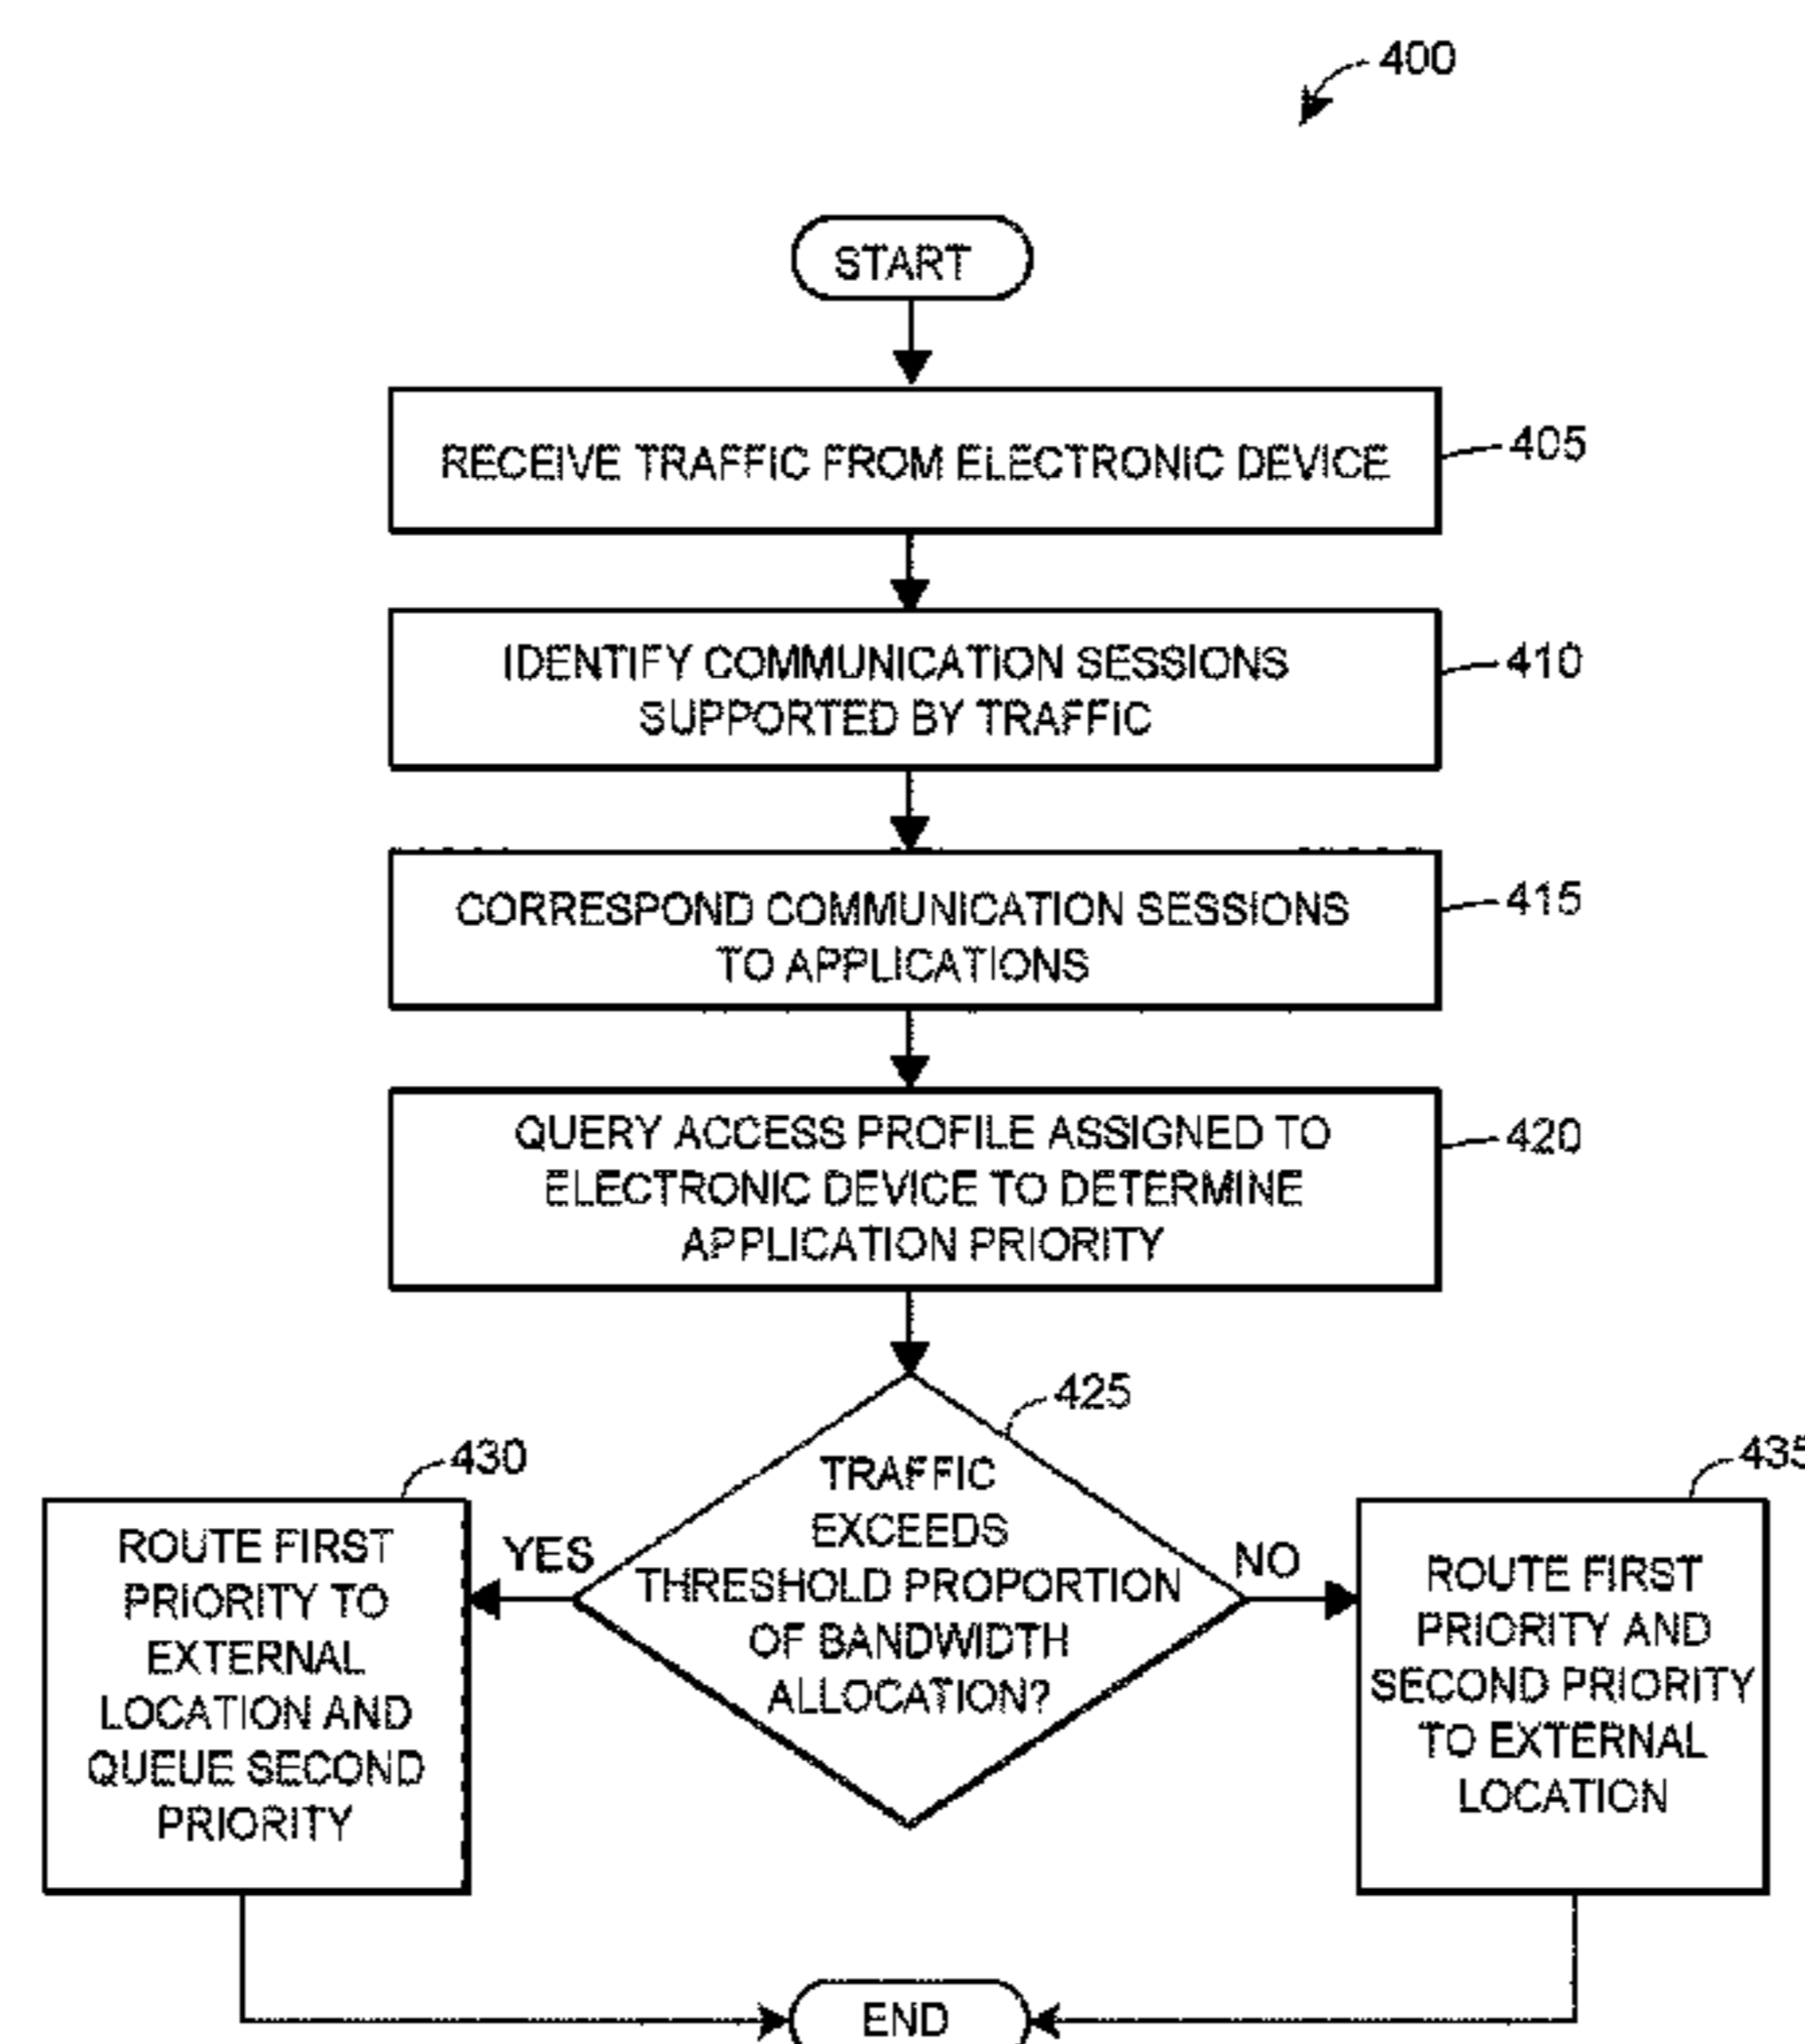 400
START
RECEIVE TRAFFIC FROM ELECTRONIC DEVICE
405
IDENTIFY COMMUNICATION SESSIONS
SUPPORTED BY TRAFFIC
410
CORRESPOND COMMUNICATION SESSIONS
TO APPLICATIONS
415
QUERY ACCESS PROFILE ASSIGNED TO
ELECTRONIC DEVICE TO DETERMINE
APPLICATION PRIORITY
420
425
TRAFFIC
EXCEEDS
THRESHOLD PROPORTION
OF BANDWIDTH
ALLOCATION?
YES
NO
430
ROUTE FIRST
PRIORITY TO
EXTERNAL
LOCATION AND
QUEUE SECOND
PRIORITY
435
ROUTE FIRST
PRIORITY AND
SECOND PRIORITY
TO EXTERNAL
LOCATION
END